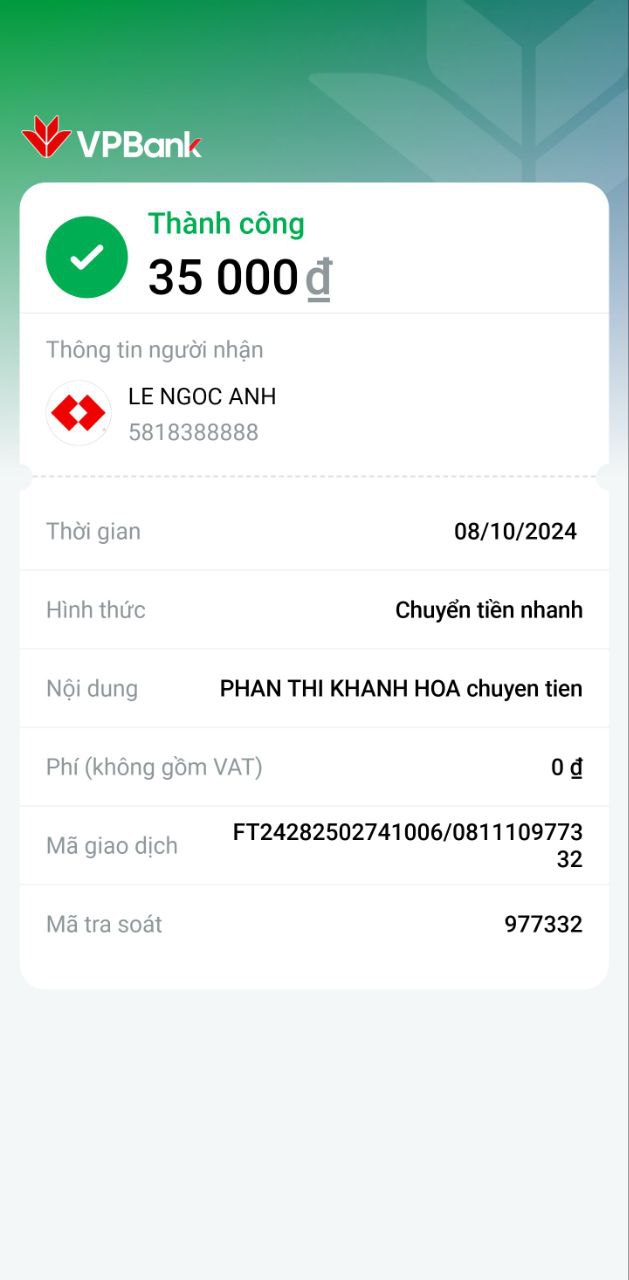 VPBank
Thành công
35 000 đ
Thông tin người nhận
LE NGOC ANH
5818388888
Thời gian 08/10/2024
Hình thức Chuyển tiền nhanh
Nội dung PHAN THI KHANH HOA chuyen tien
Phí (không gồm VAT) 0 đ
Mã giao dịch FT24282502741006/0811109773
32
Mã tra soát 977332